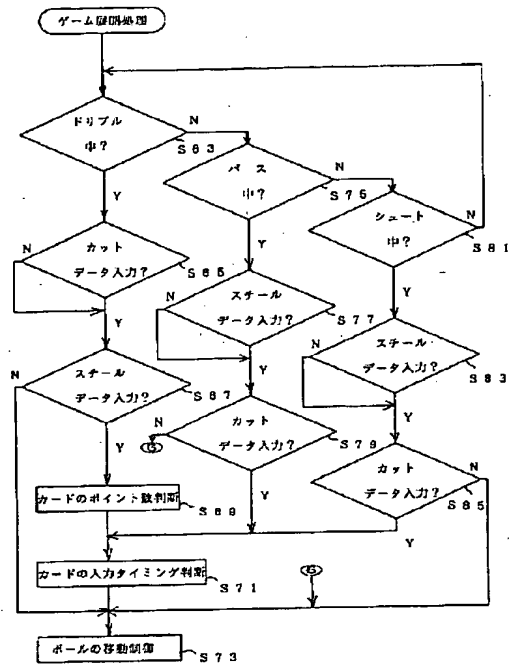 ゲーム展開処理
ドリブル
中?
N
S63
Y
パス
中?
N
S75
Y
シュート
中?
N
S81
Y
カット
データ入力?
N
S65
Y
スチール
データ入力?
N
S77
Y
スチール
データ入力?
N
S83
Y
スチール
データ入力?
N
S67
Y
カット
データ入力?
N
S79
Y
G
カット
データ入力?
N
S85
Y
カードのポイント数判断
S69
カードの入力タイミング判断
S71
G
ボールの移動制御
S73